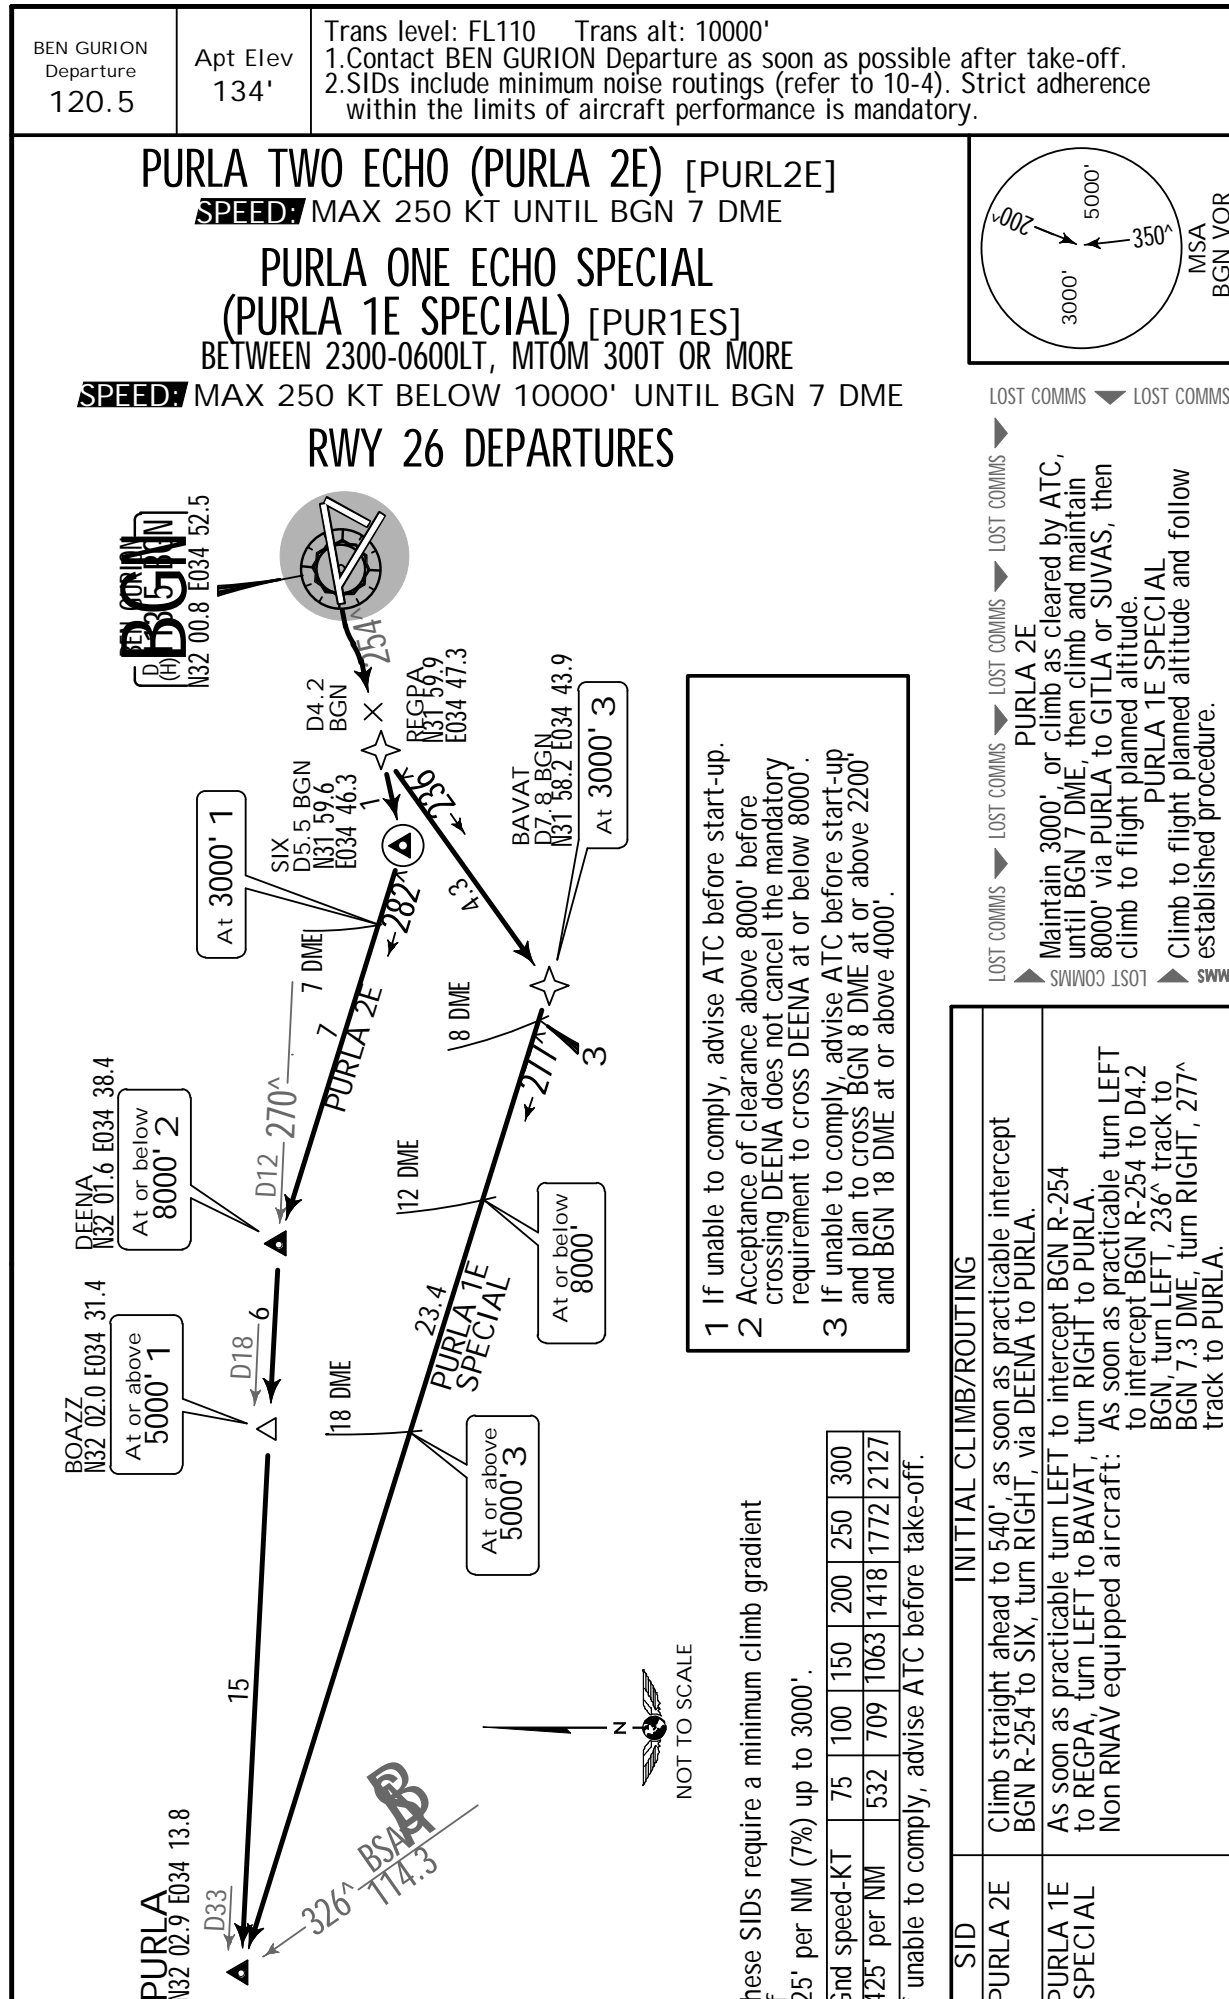 BEN GURION
Departure
120.5
Apt Elev
134'
Trans level: FL110 Trans alt: 10000'
1.Contact BEN GURION Departure as soon as possible after take-off.
2.SIDs include minimum noise routings (refer to 10-4). Strict adherence
within the limits of aircraft performance is mandatory.
PURLA TWO ECHO (PURLA 2E) [PURL2E]
SPEED: MAX 250 KT UNTIL BGN 7 DME
PURLA ONE ECHO SPECIAL
(PURLA 1E SPECIAL) [PUR1ES]
BETWEEN 2300-0600LT, MTOM 300T OR MORE
SPEED: MAX 250 KT BELOW 10000' UNTIL BGN 7 DME
RWY 26 DEPARTURES
200^
5000'
350^
3000'
MSA
BGN VOR
LOST COMMS LOST COMMS
LOST COMMS LOST COMMS LOST COMMS LOST COMMS LOST COMMS
PURLA 2E
Maintain 3000', or climb as cleared by ATC,
until BGN 7 DME, then climb and maintain
8000' via PURLA to GITLA or SUVAS, then
climb to flight planned altitude.
PURLA 1E SPECIAL
Climb to flight planned altitude and follow
established procedure.
LOST COMMS
BEN GURION
D
(H)
BGN
N32 00.8 E034 52.5
254^
D4.2
BGN
REGPA
N31 59.9
E034 47.3
SIX
D5.5 BGN
N31 59.6
E034 46.3
1
At 3000' 1
236^
4.3
BAVAT
D7.8 BGN
N31 58.2 E034 43.9
At 3000' 3
282^
7 DME
7
PURLA 2E
270^
D12
DEENA
N32 01.6 E034 38.4
At or below
8000' 2
8 DME
277^
3
12 DME
At or below
8000'
23.4
PURLA 1E
SPECIAL
BOAZZ
N32 02.0 E034 31.4
At or above
5000' 1
D18
6
18 DME
At or above
5000' 3
15
1 If unable to comply, advise ATC before start-up.
2 Acceptance of clearance above 8000' before
crossing DEENA does not cancel the mandatory
requirement to cross DEENA at or below 8000'.
3 If unable to comply, advise ATC before start-up
and plan to cross BGN 8 DME at or above 2200'
and BGN 18 DME at or above 4000'.
N
NOT TO SCALE
BSA
114.3
326^
D33
PURLA
N32 02.9 E034 13.8
hese SIDs require a minimum climb gradient
f
25' per NM (7%) up to 3000'.
Gnd speed-KT 75 100 150 200 250 300
425' per NM 532 709 1063 1418 1772 2127
f unable to comply, advise ATC before take-off.
SID INITIAL CLIMB/ROUTING
PURLA 2E
Climb straight ahead to 540', as soon as practicable intercept
BGN R-254 to SIX, turn RIGHT, via DEENA to PURLA.
PURLA 1E
SPECIAL
As soon as practicable turn LEFT to intercept BGN R-254
to REGPA, turn LEFT to BAVAT, turn RIGHT to PURLA.
Non RNAV equipped aircraft: As soon as practicable turn LEFT
to intercept BGN R-254 to D4.2
BGN, turn LEFT, 236^ track to
BGN 7.3 DME, turn RIGHT, 277^
track to PURLA.